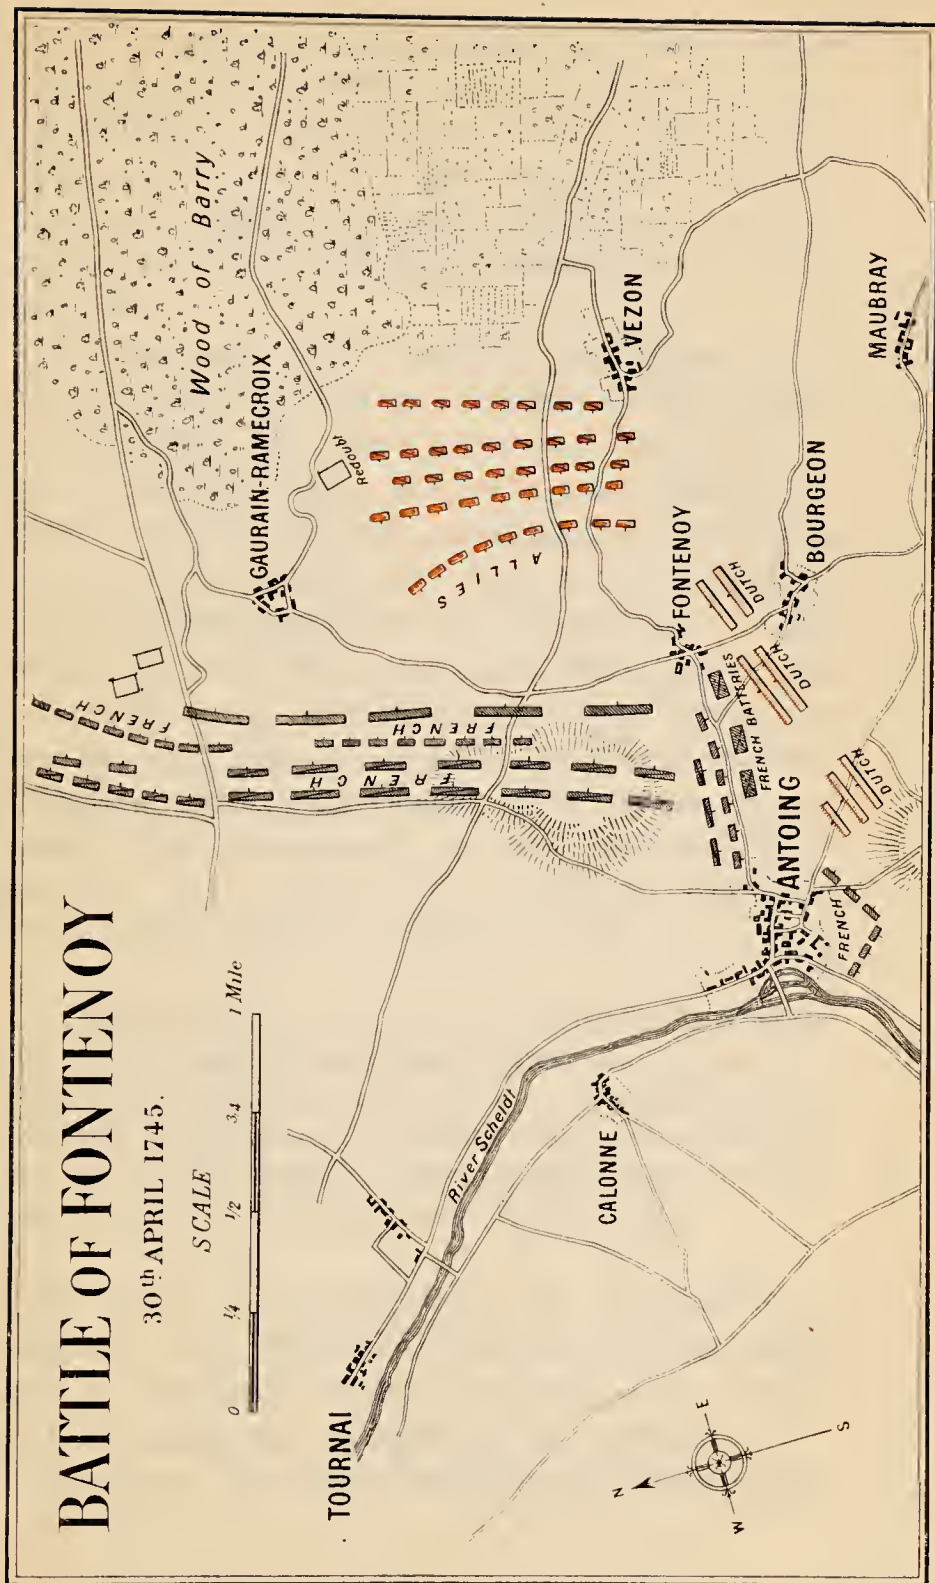 BATTLE OF FONTENOY
30th APRIL 1745.
SCALE
0 1/4 1/2 3.4 1 Mile
Wood of Barry
GAURAIN-RAMECROIX
Redoubt
ALLIES
VEZON
MAUBRAY
FRENCH
FRENCH
FRENCH
FONTENOY
DUTCH
BOURGEON
DUTCH
FRENCH BATTERIES
DUTCH
ANTOING
FRENCH
River Scheldt
CALONNE
TOURNAI
N
E
S
W